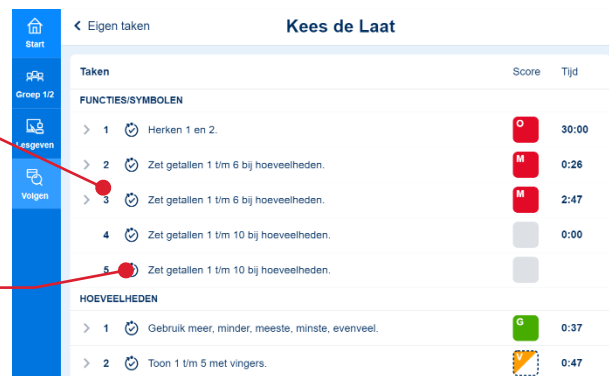 Start
Groep 1/2
Lesgeven
Volgen
Eigen taken
Kees de Laat
Taken Score Tijd
FUNCTIES/SYMBOLEN
1 Herken 1 en 2. O 30:00
2 Zet getallen 1 t/m 6 bij hoeveelheden. M 0:26
3 Zet getallen 1 t/m 6 bij hoeveelheden. M 2:47
4 Zet getallen 1 t/m 10 bij hoeveelheden. 0:00
5 Zet getallen 1 t/m 10 bij hoeveelheden.
HOEVEELHEDEN
1 Gebruik meer, minder, meeste, minste, evenveel. G 0:37
2 Toon 1 t/m 5 met vingers. V 0:47